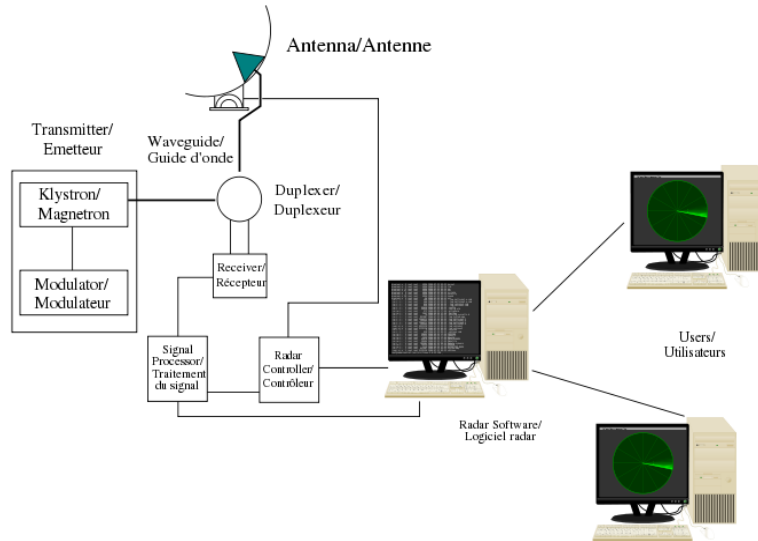 Antenna/Antenne
Transmitter/
Emetteur
Waveguide/
Guide d'onde
Klystron/
Magnetron
Duplexer/
Duplexeur
Modulator/
Modulateur
Receiver/
Récepteur
Signal
Processor/
Traitement
du signal
Radar
Controller/
Contrôleur
Radar Software/
Logiciel radar
Users/
Utilisateurs